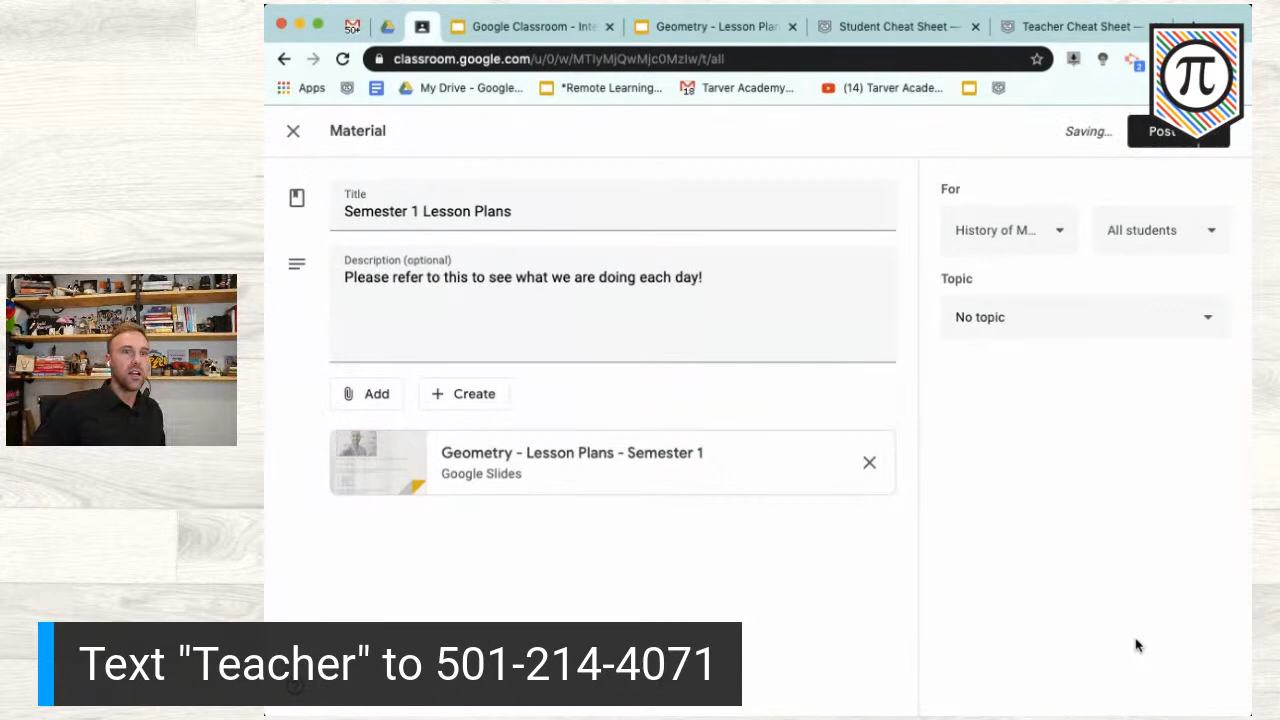 50+
Google Classroom - Inte
Geometry - Lesson Plan
Student Cheat Sheet —
Teacher Cheat Sheet —
classroom.google.com/u/0/w/MTIyMjQwMjc0MzIw/t/all
2
Apps
My Drive - Google...
*Remote Learning...
18
Tarver Academy...
(14) Tarver Acade...
π
Material
Saving...
Post
Title
Semester 1 Lesson Plans
Description (optional)
Please refer to this to see what we are doing each day!
Add
Create
Geometry - Lesson Plans - Semester 1
Google Slides
For
History of M...
All students
Topic
No topic
Text "Teacher" to 501-214-4071